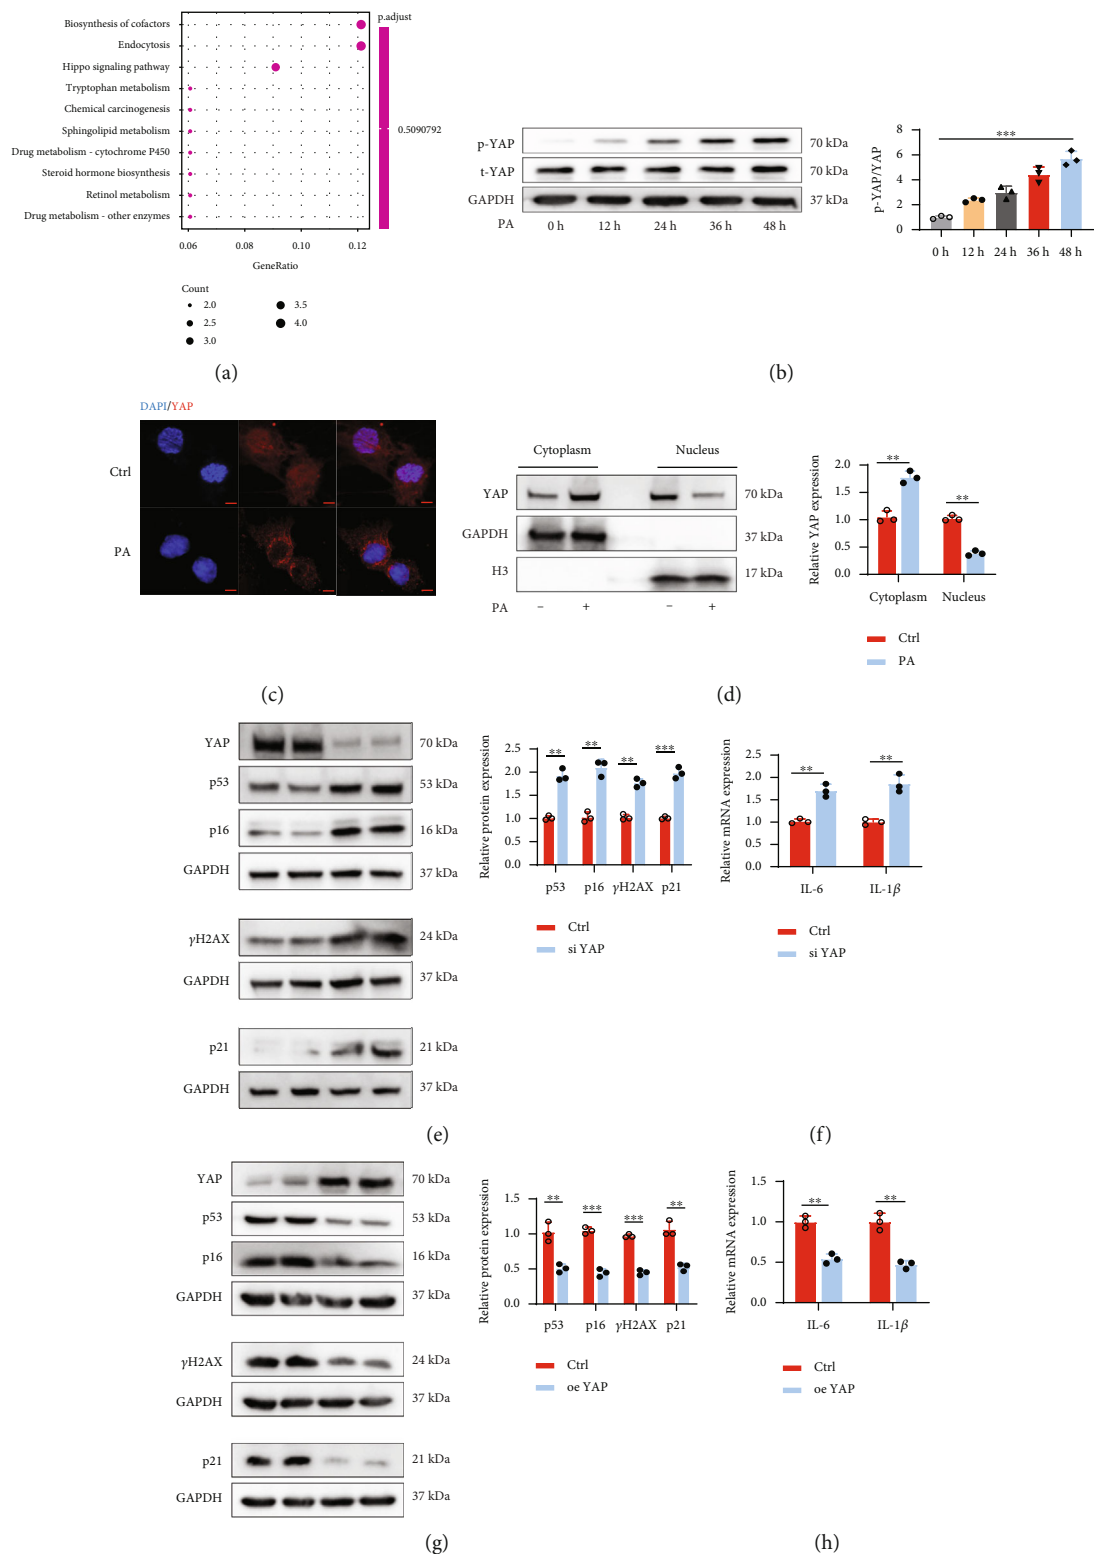 p.adjust
Biosynthesis of cofactors
Endocytosis
Hippo signaling pathway
Tryptophan metabolism
Chemical carcinogenesis
Sphingolipid metabolism
Drug metabolism - cytochrome P450
Steroid hormone biosynthesis
Retinol metabolism
Drug metabolism - other enzymes
0.5090792
0.06 0.08 0.10 0.12
GeneRatio
Count
2.0 3.5
2.5 4.0
3.0
(a)
p-YAP 70 kDa
t-YAP 70 kDa
GAPDH 37 kDa
PA 0 h 12 h 24 h 36 h 48 h
p-YAP/YAP
8
6
4
2
0
***
0 h 12 h 24 h 36 h 48 h
(b)
DAPI/YAP
Ctrl
PA
(c)
Cytoplasm Nucleus
YAP 70 kDa
GAPDH 37 kDa
H3 17 kDa
PA − + − +
Relative YAP expression
2.0
1.5
1.0
0.5
0.0
** **
Cytoplasm Nucleus
Ctrl
PA
(d)
YAP 70 kDa
p53 53 kDa
p16 16 kDa
GAPDH 37 kDa
γH2AX 24 kDa
GAPDH 37 kDa
p21 21 kDa
GAPDH 37 kDa
Relative protein expression
2.5
2.0
1.5
1.0
0.5
0.0
** ** ** ***
p53 p16 γH2AX p21
Ctrl
si YAP
(e)
Relative mRNA expression
2.5
2.0
1.5
1.0
0.5
0.0
** **
IL-6 IL-1β
Ctrl
si YAP
(f)
YAP 70 kDa
p53 53 kDa
p16 16 kDa
GAPDH 37 kDa
γH2AX 24 kDa
GAPDH 37 kDa
p21 21 kDa
GAPDH 37 kDa
Relative protein expression
1.5
1.0
0.5
0.0
** *** *** **
p53 p16 γH2AX p21
Ctrl
oe YAP
(g)
Relative mRNA expression
1.5
1.0
0.5
0.0
** **
IL-6 IL-1β
Ctrl
oe YAP
(h)